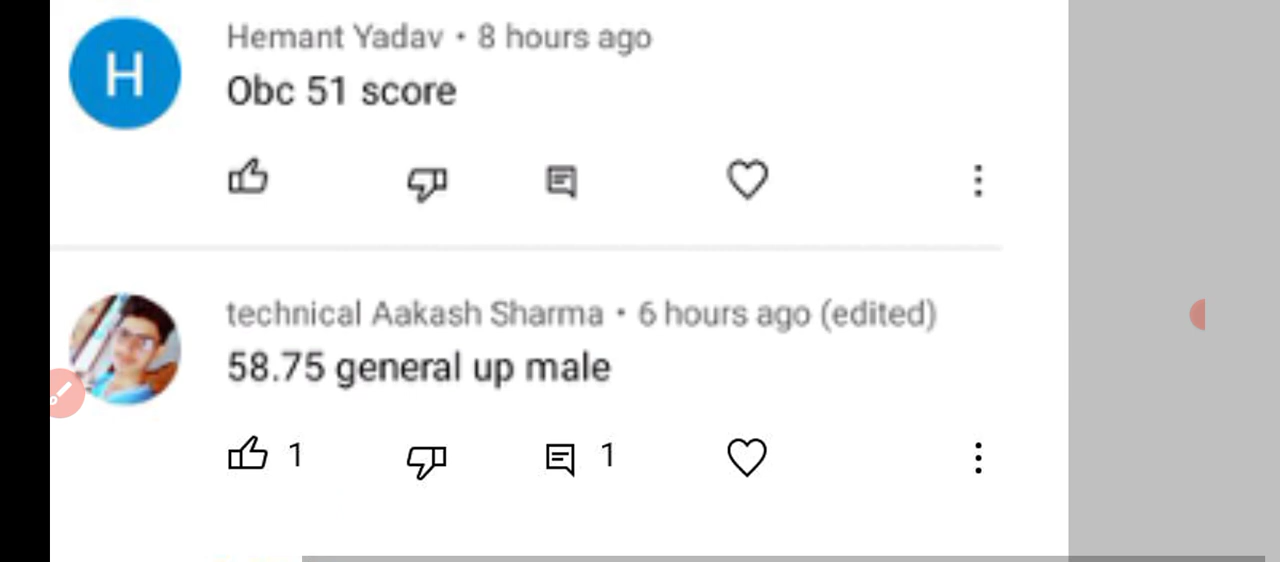 H
Hemant Yadav • 8 hours ago
Obc 51 score
technical Aakash Sharma • 6 hours ago (edited)
58.75 general up male
1 1